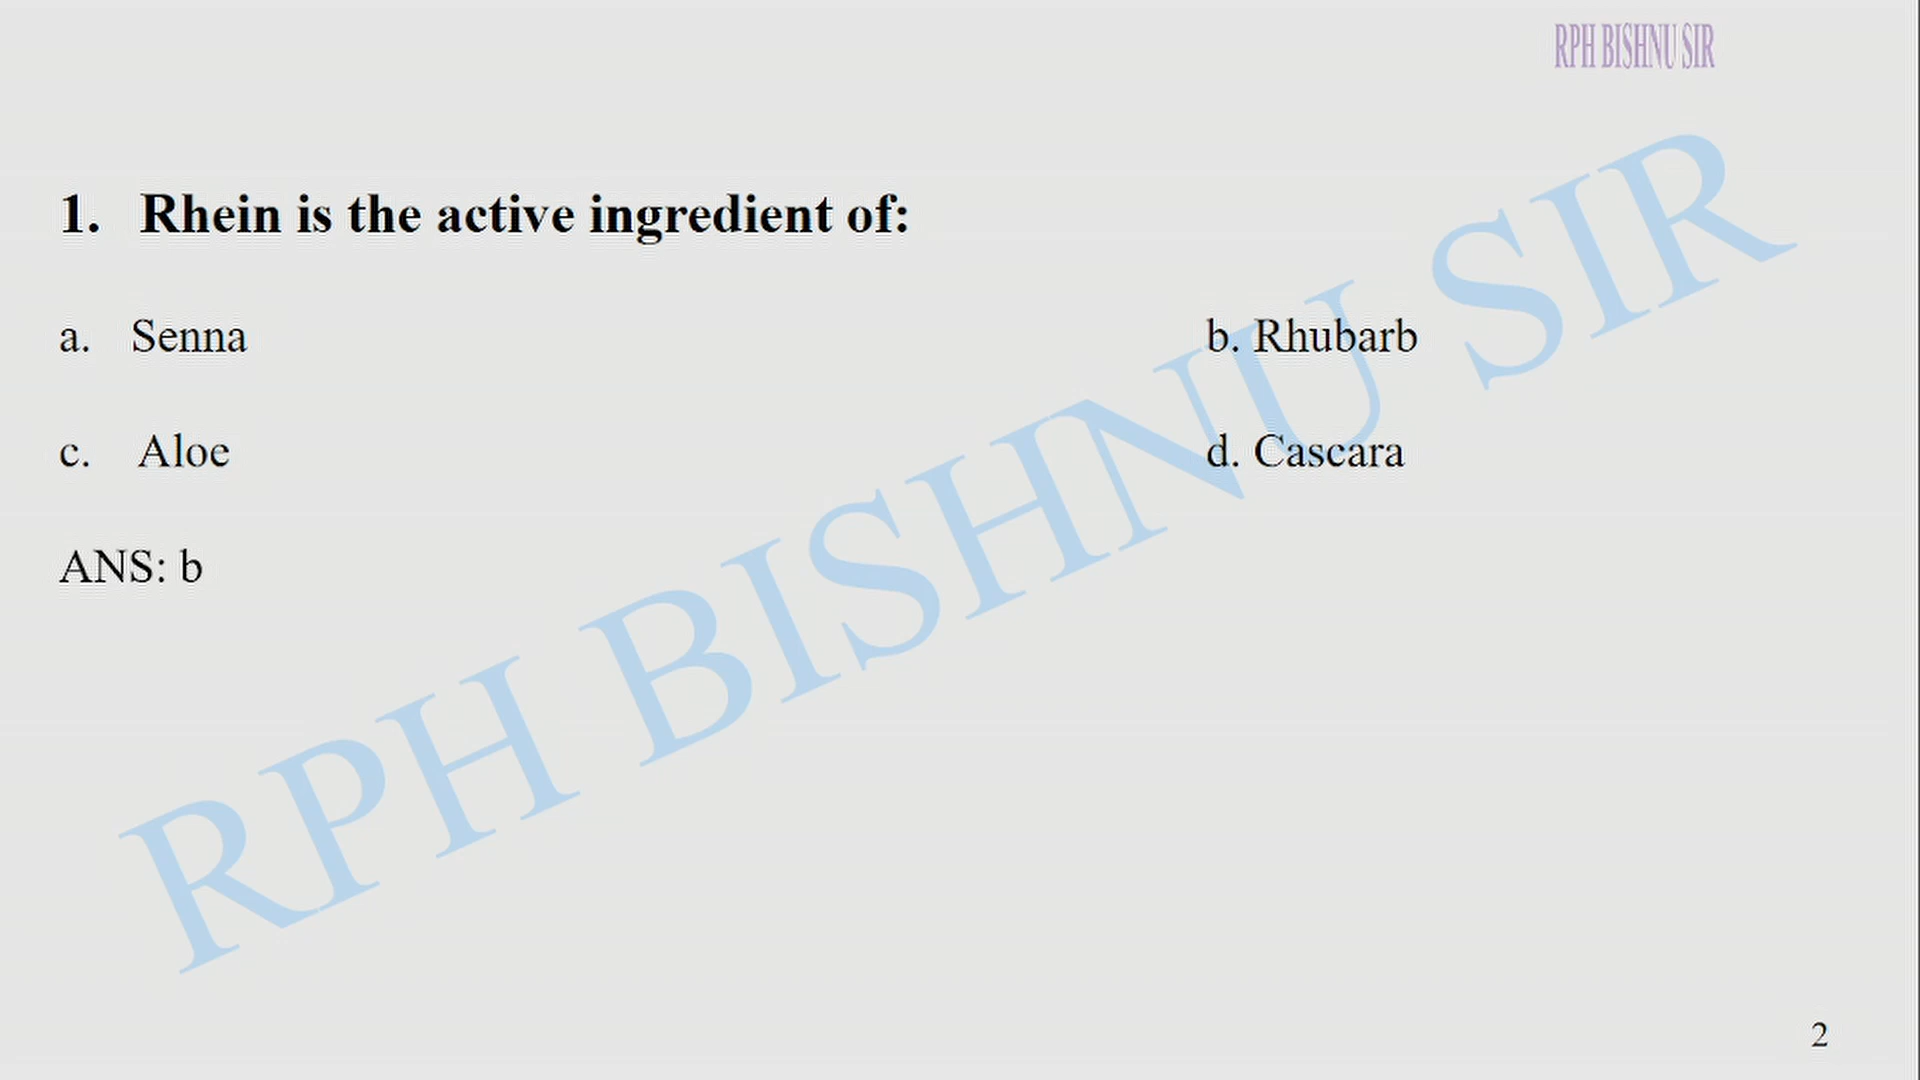 RPH BISHNU SIR
1. Rhein is the active ingredient of:
a. Senna b. Rhubarb
c. Aloe d. Cascara
ANS: b
RPH BISHNU SIR
2